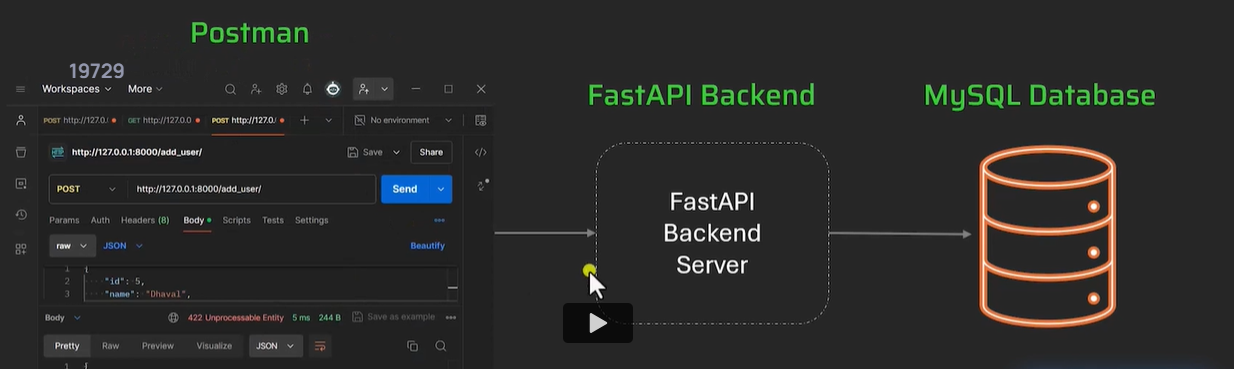 Postman
19729
Workspaces More
POST http://127.0.
GET http://127.0.0
POST http://127.0.
No environment
http://127.0.0.1:8000/add_user/
Save
Share
POST http://127.0.0.1:8000/add_user/
Send
Params Auth Headers (8) Body Scripts Tests Settings
raw JSON Beautify
1 {
2 "id": 5,
3 "name": "Dhaval",
Body 422 Unprocessable Entity 5 ms 244 B Save as example
Pretty Raw Preview Visualize JSON
1
FastAPI Backend
FastAPI
Backend
Server
MySQL Database